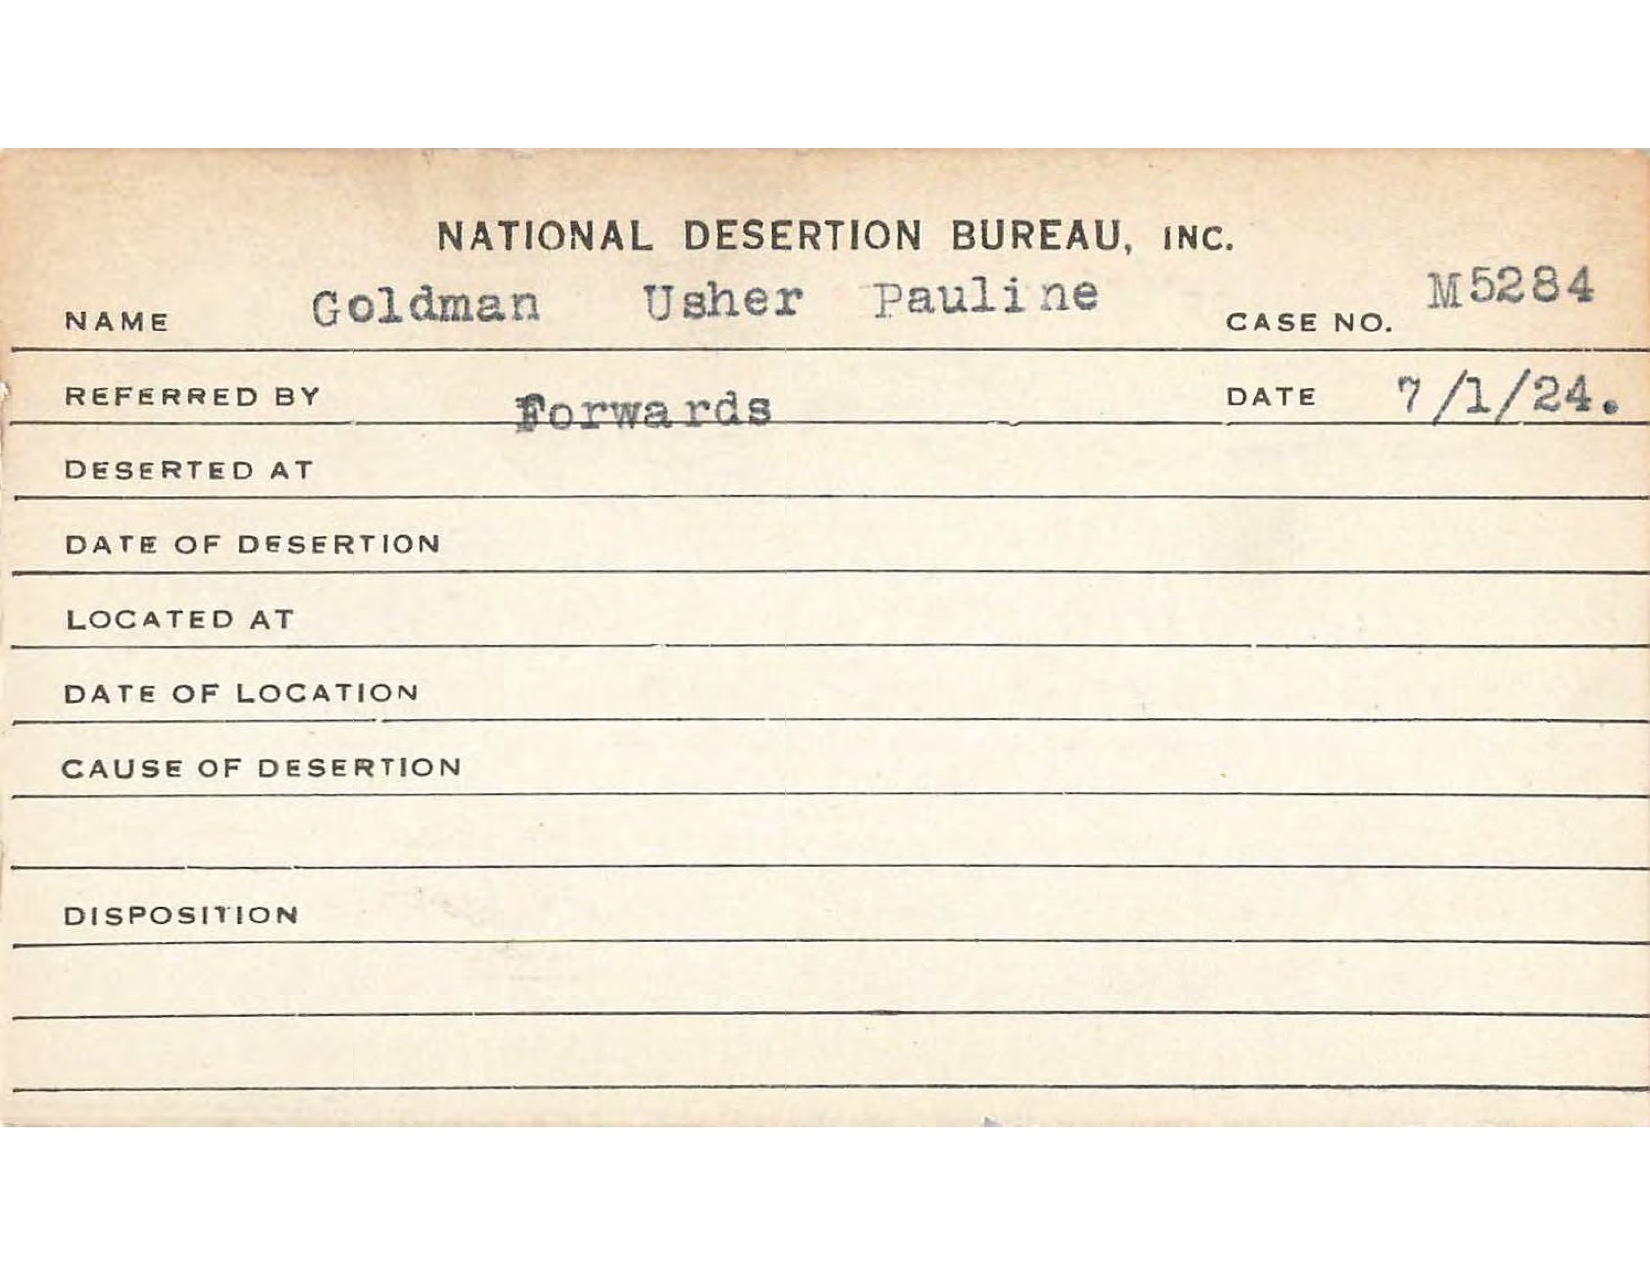 NATIONAL DESERTION BUREAU, INC.
NAME Goldman Usher Pauline CASE NO. M5284
REFERRED BY Forwards DATE 7/1/24.
DESERTED AT
DATE OF DESERTION
LOCATED AT
DATE OF LOCATION
CAUSE OF DESERTION
DISPOSITION